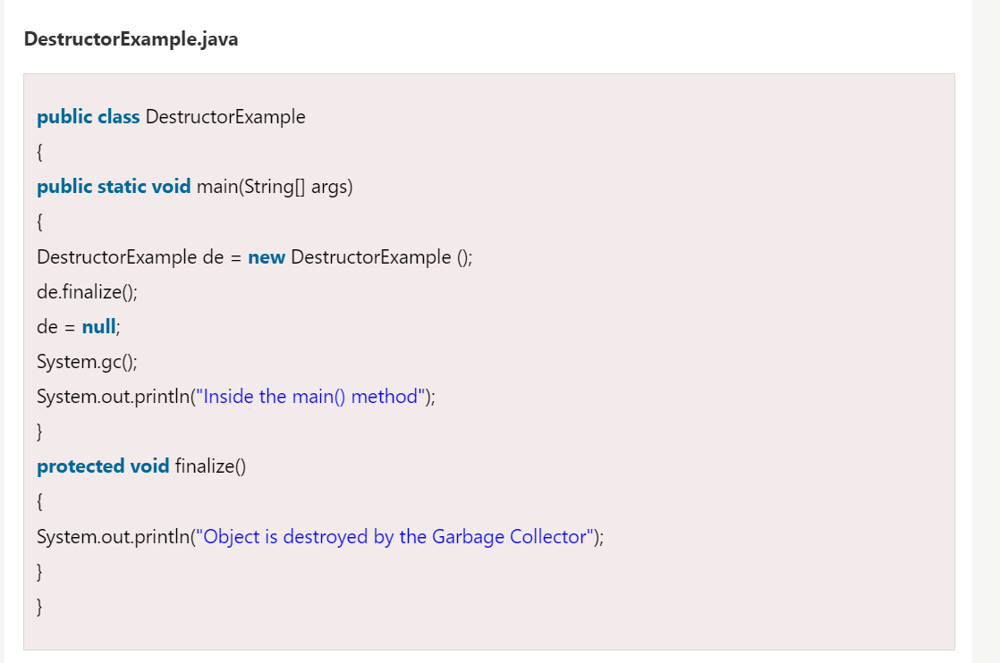 DestructorExample.java
public class DestructorExample
{
public static void main(String[] args)
{
DestructorExample de = new DestructorExample ();
de.finalize();
de = null;
System.gc();
System.out.println("Inside the main() method");
}
protected void finalize()
{
System.out.println("Object is destroyed by the Garbage Collector");
}
}